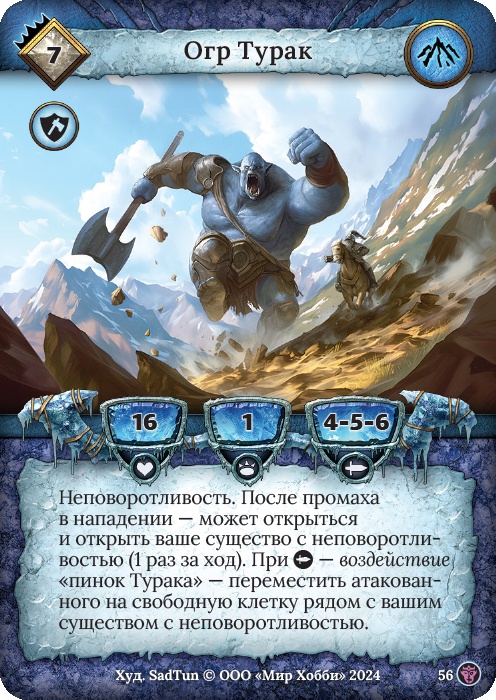 7
Огр Турак
16
1
4-5-6
Неповоротливость. После промаха
в нападении — может открыться
и открыть ваше существо с неповоротли-
востью (1 раз за ход). При — воздействие
«пинок Турака» — переместить атакован-
ного на свободную клетку рядом с вашим
существом с неповоротливостью.
Худ. SadTun © ООО «Мир Хобби» 2024
56